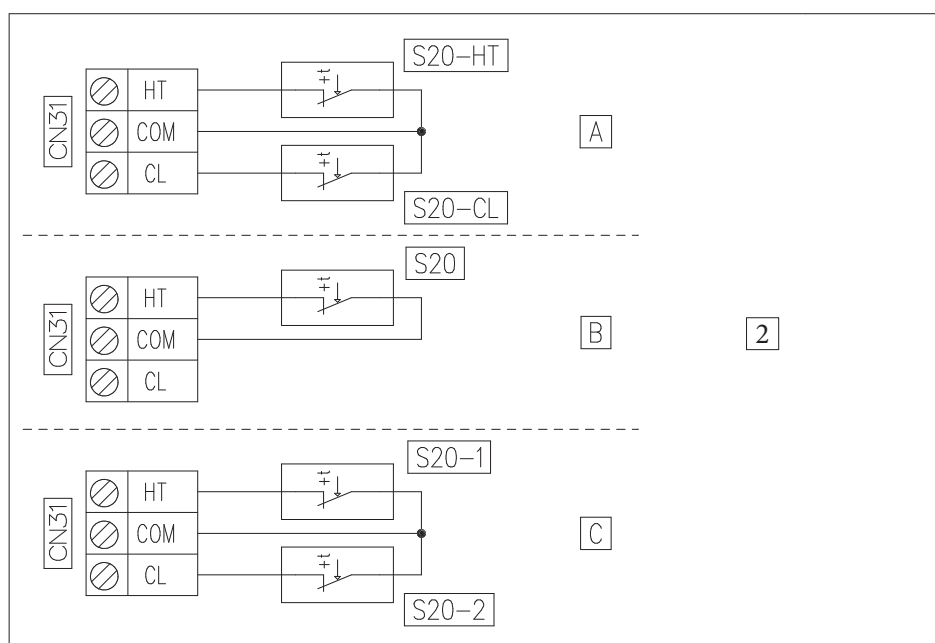 S20-HT
CN31
HT
+t
COM
A
CL
+t
S20-CL
S20
CN31
HT
+t
COM
B
2
CL
S20-1
CN31
HT
+t
COM
C
CL
+t
S20-2